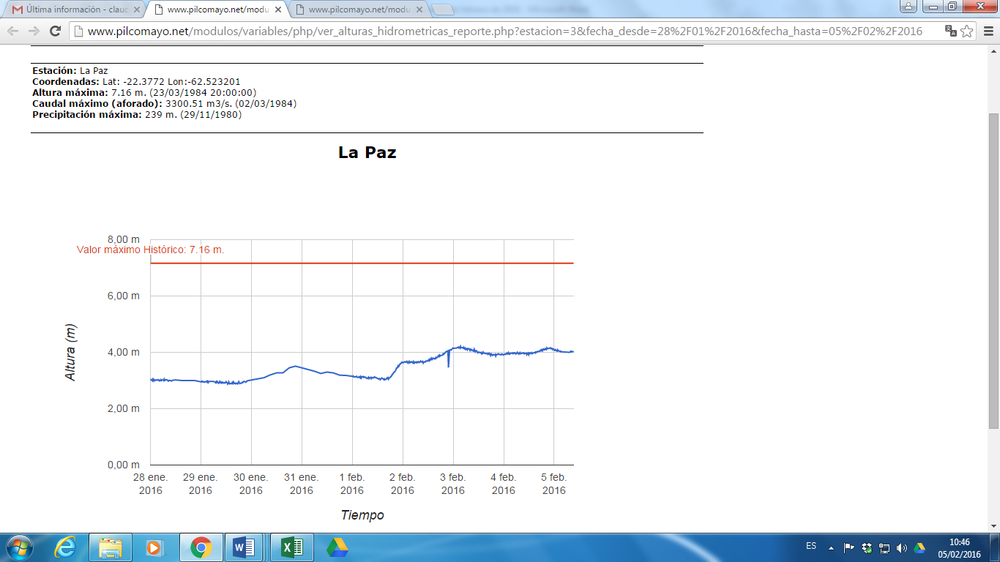 Última información - clauc
www.pilcomayo.net/modu
www.pilcomayo.net/modu
www.pilcomayo.net/modulos/variables/php/ver_alturas_hidrometricas_reporte.php?estacion=3&fecha_desde=28%2F01%2F2016&fecha_hasta=05%2F02%2F2016
Estación: La Paz
Coordenadas: Lat: -22.3772 Lon:-62.523201
Altura máxima: 7.16 m. (23/03/1984 20:00:00)
Caudal máximo (aforado): 3300.51 m3/s. (02/03/1984)
Precipitación máxima: 239 m. (29/11/1980)
La Paz
8,00 m
Valor máximo Histórico: 7.16 m.
6,00 m
4,00 m
2,00 m
0,00 m
Altura (m)
28 ene. 29 ene. 30 ene. 31 ene. 1 feb. 2 feb. 3 feb. 4 feb. 5 feb.
2016 2016 2016 2016 2016 2016 2016 2016 2016
Tiempo
ES
10:46
05/02/2016